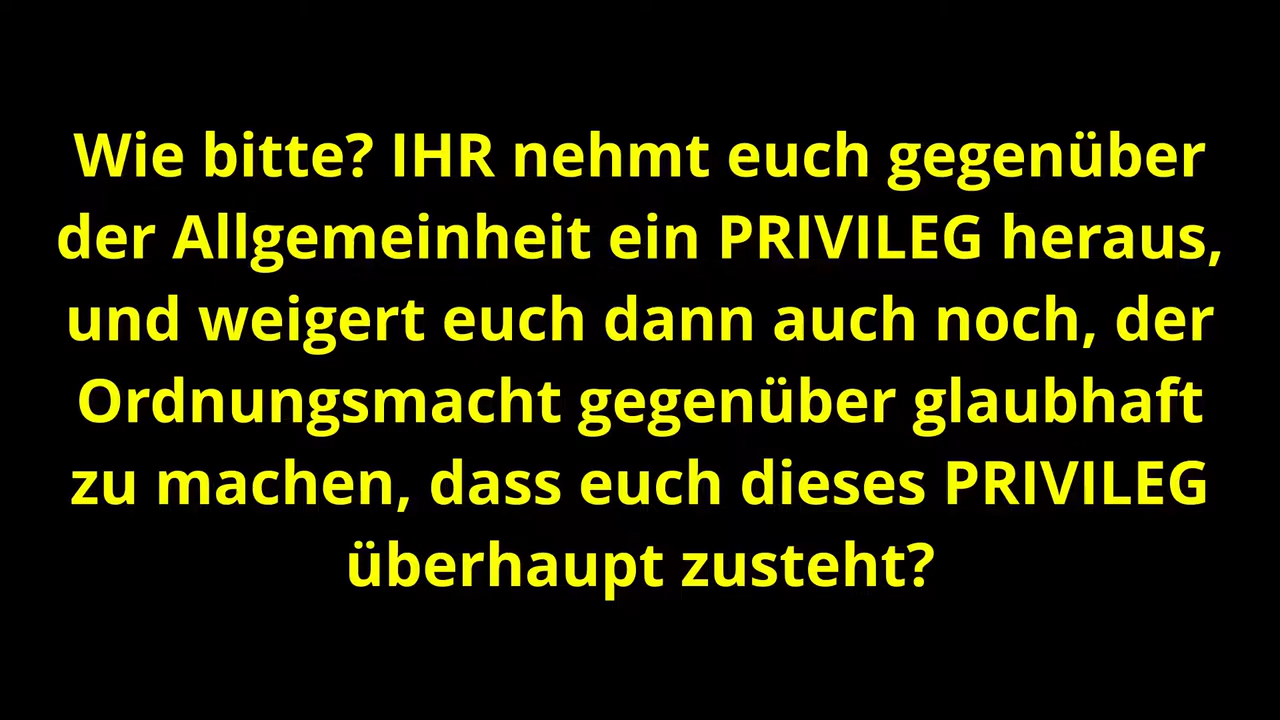 Wie bitte? IHR nehmt euch gegenüber
der Allgemeinheit ein PRIVILEG heraus,
und weigert euch dann auch noch, der
Ordnungsmacht gegenüber glaubhaft
zu machen, dass euch dieses PRIVILEG
überhaupt zusteht?